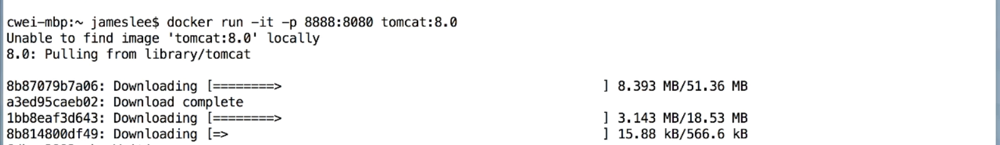 cwei-mbp:~ jameslee$ docker run -it -p 8888:8080 tomcat:8.0
Unable to find image 'tomcat:8.0' locally
8.0: Pulling from library/tomcat
8b87079b7a06: Downloading [========>                                          ] 8.393 MB/51.36 MB
a3ed95caeb02: Download complete
1bb8eaf3d643: Downloading [========>                                          ] 3.143 MB/18.53 MB
8b814800df49: Downloading [=>                                                 ] 15.88 kB/566.6 kB